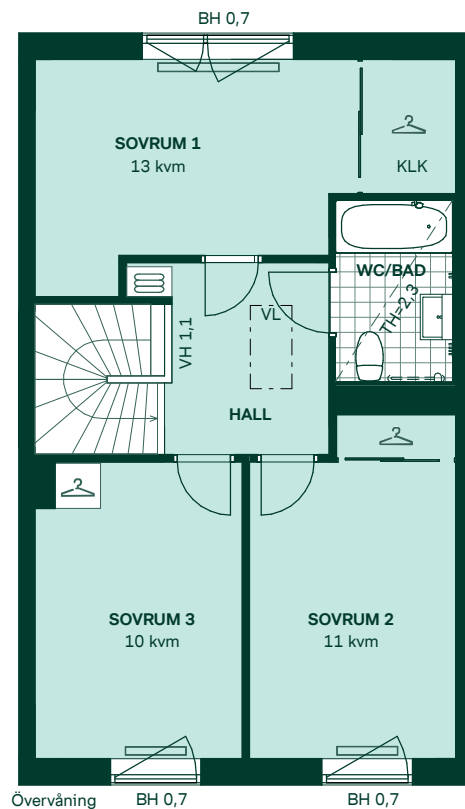 BH 0,7
SOVRUM 1
13 kvm
KLK
WC/BAD
TH=2,3
VL
VH 1,1
HALL
SOVRUM 3
10 kvm
SOVRUM 2
11 kvm
Övervåning
BH 0,7
BH 0,7